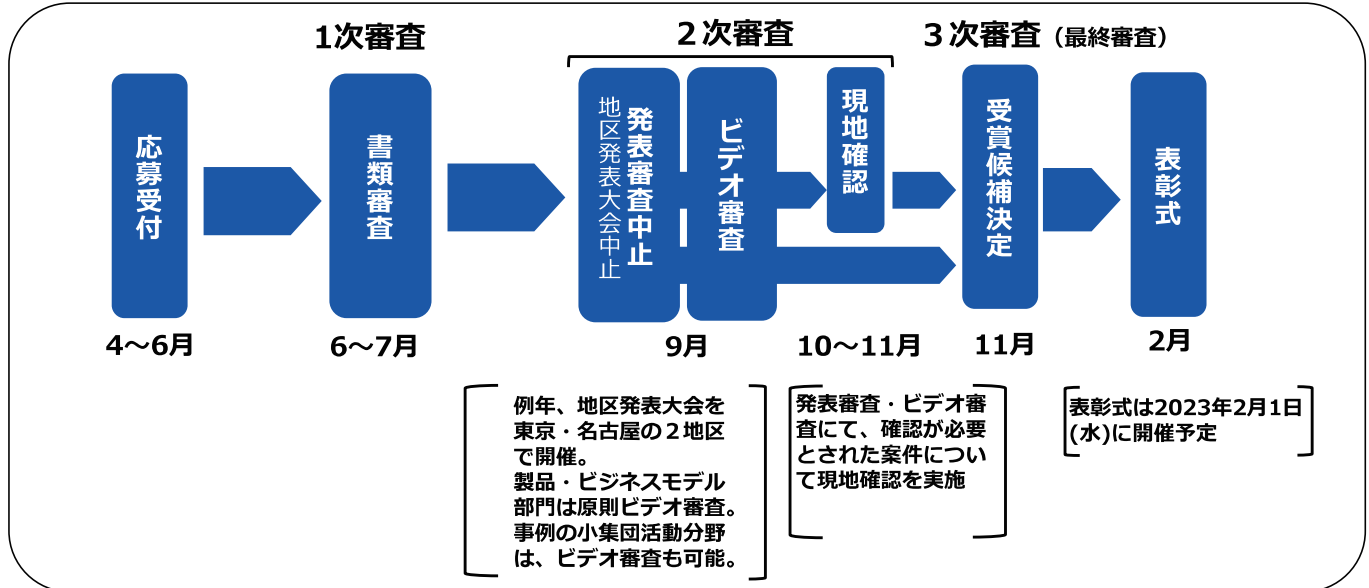 1次審査
２次審査
３次審査（最終審査）
応募受付
書類審査
発表審査中止
地区発表大会中止
ビデオ審査
現地確認
受賞候補決定
表彰式
4～6月
6～7月
9月
10～11月
11月
2月
例年、地区発表大会を
東京・名古屋の２地区
で開催。
製品・ビジネスモデル
部門は原則ビデオ審査。
事例の小集団活動分野
は、ビデオ審査も可能。
発表審査・ビデオ審
査にて、確認が必要
とされた案件につい
て現地確認を実施
表彰式は2023年2月1日
(水)に開催予定